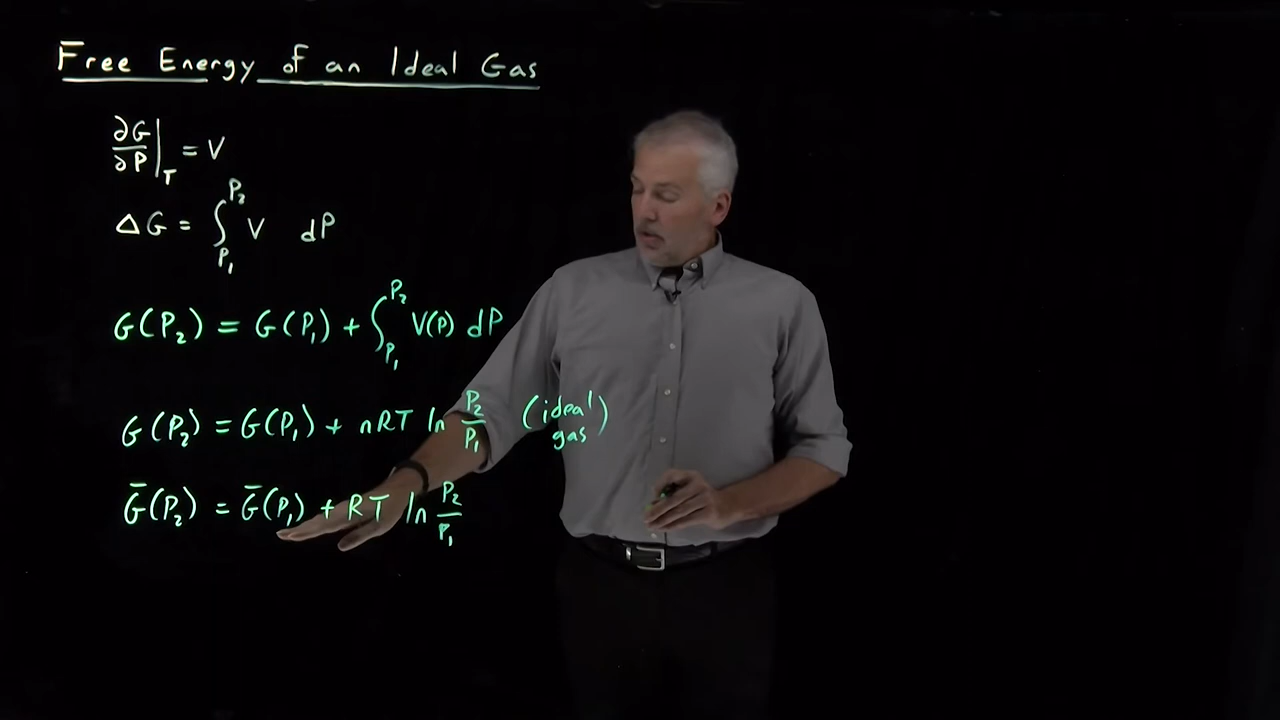 Free Energy of an Ideal Gas
∂G/∂P|_T = V
ΔG = ∫_{P₁}^{P₂} V dP
G(P₂) = G(P₁) + ∫_{P₁}^{P₂} V(P) dP
G(P₂) = G(P₁) + nRT ln P₂/P₁ (ideal gas)
Ḡ(P₂) = Ḡ(P₁) + RT ln P₂/P₁